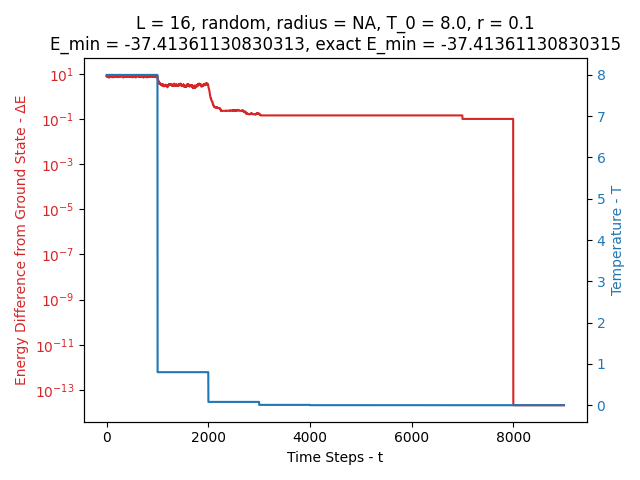 L = 16, random, radius = NA, T_0 = 8.0, r = 0.1
E_min = -37.41361130830313, exact E_min = -37.41361130830315
Energy Difference from Ground State - ΔE
10¹
10⁻¹
10⁻³
10⁻⁵
10⁻⁷
10⁻⁹
10⁻¹¹
10⁻¹³
8
7
6
5
4
3
2
1
0
Temperature - T
0 2000 4000 6000 8000
Time Steps - t